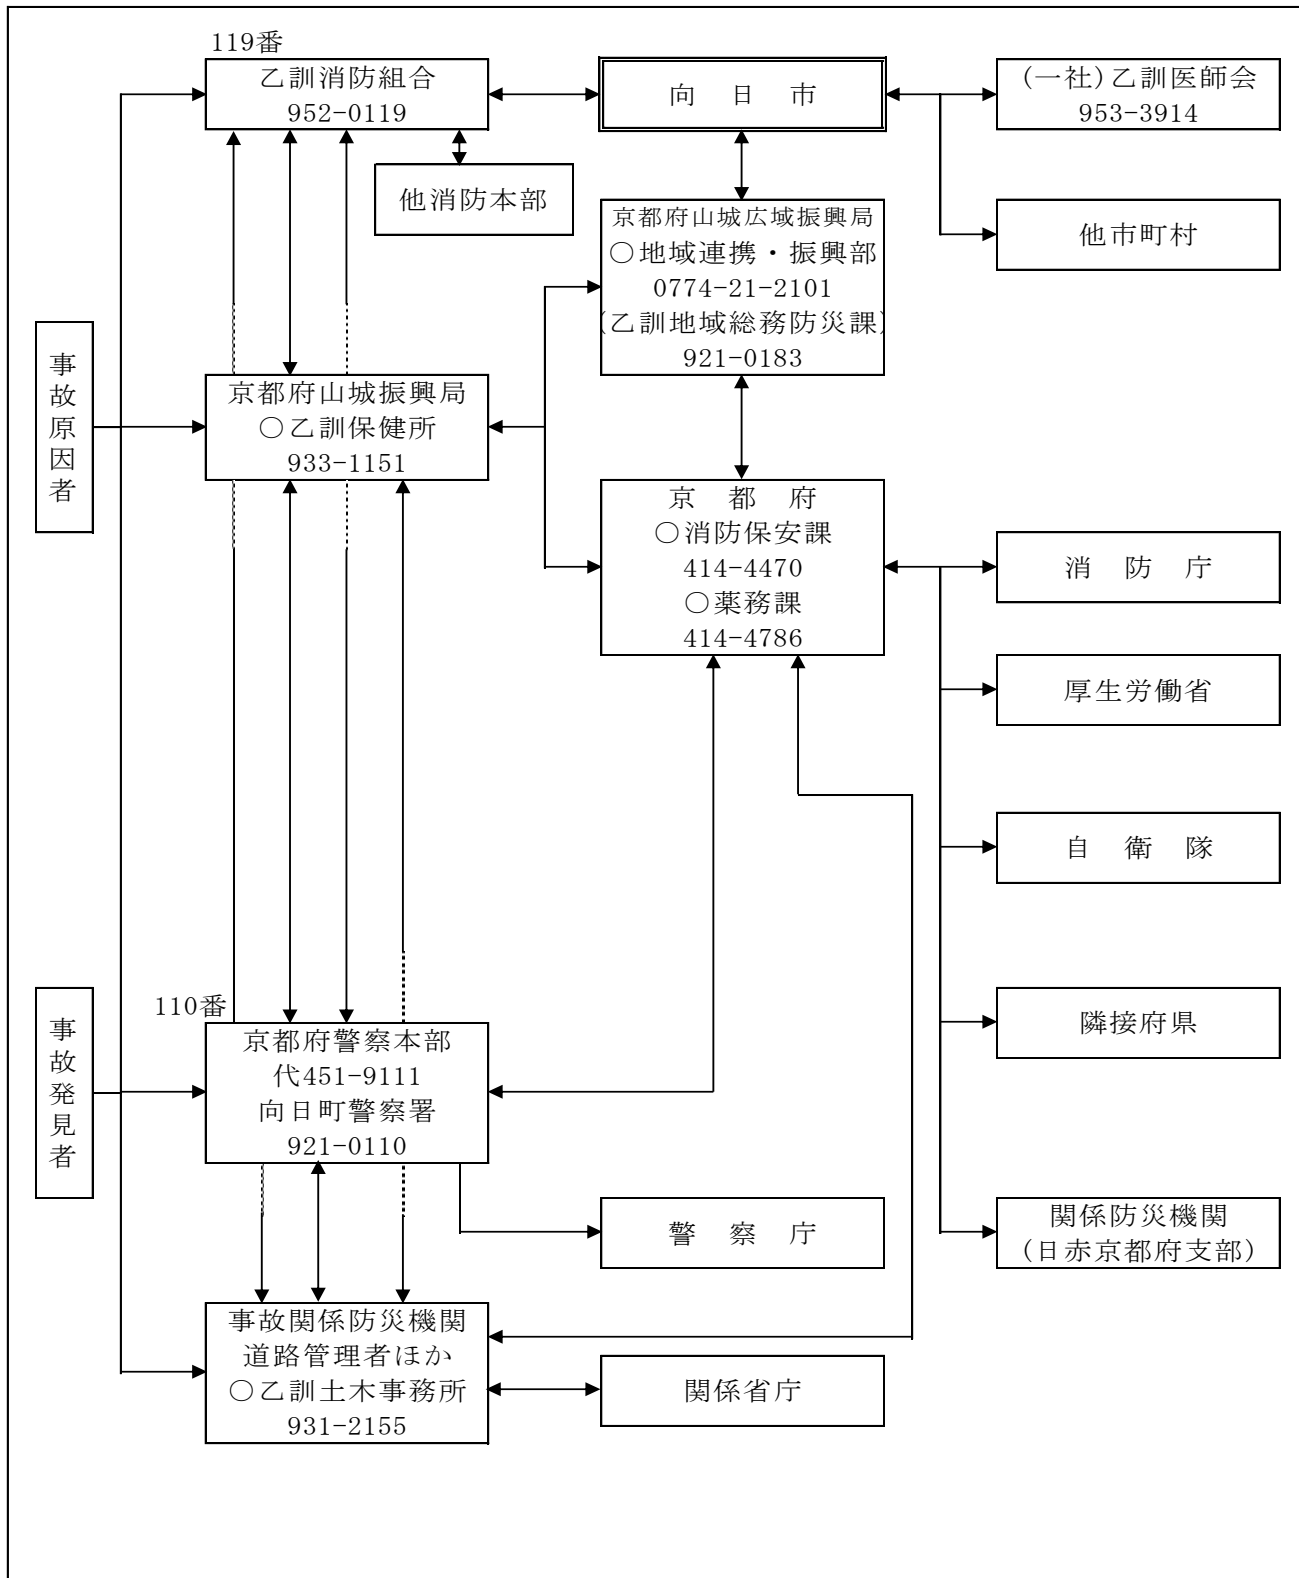 119番
乙訓消防組合
952-0119
向 日 市
(一社)乙訓医師会
953-3914
他消防本部
他市町村
京都府山城広域振興局
○地域連携・振興部
0774-21-2101
(乙訓地域総務防災課)
921-0183
事故原因者
京都府山城振興局
○乙訓保健所
933-1151
京 都 府
○消防保安課
414-4470
○薬務課
414-4786
消 防 庁
厚生労働省
自 衛 隊
隣接府県
関係防災機関
(日赤京都府支部)
事故発見者
110番
京都府警察本部
代451-9111
向日町警察署
921-0110
警 察 庁
事故関係防災機関
道路管理者ほか
○乙訓土木事務所
931-2155
関係省庁